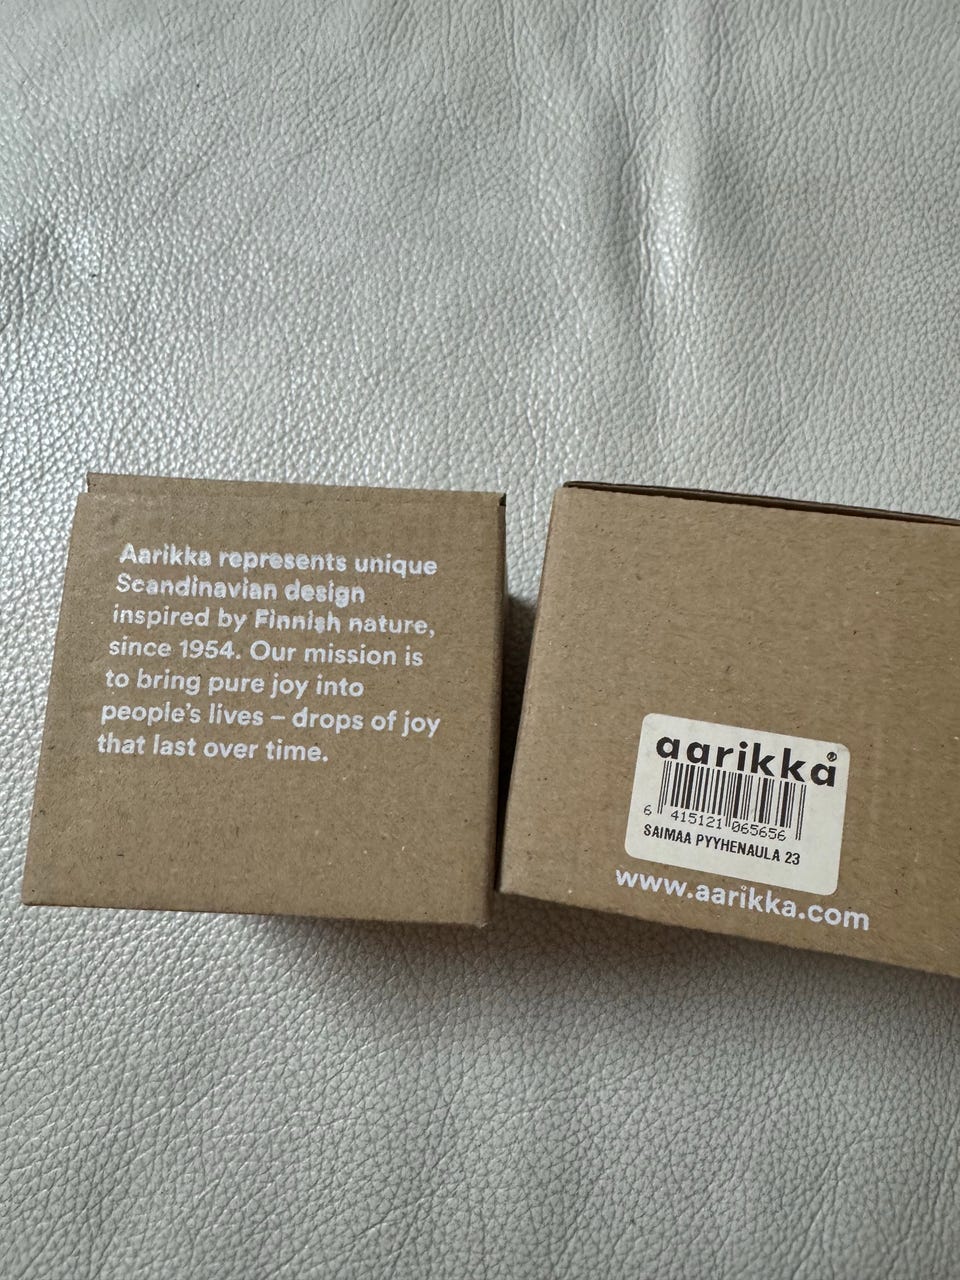 Aarikka represents unique
Scandinavian design
inspired by Finnish nature,
since 1954. Our mission is
to bring pure joy into
people's lives – drops of joy
that last over time.
aarikka®
6 415121 065656
SAIMAA PYYHENAULA 23
www.aarikka.com